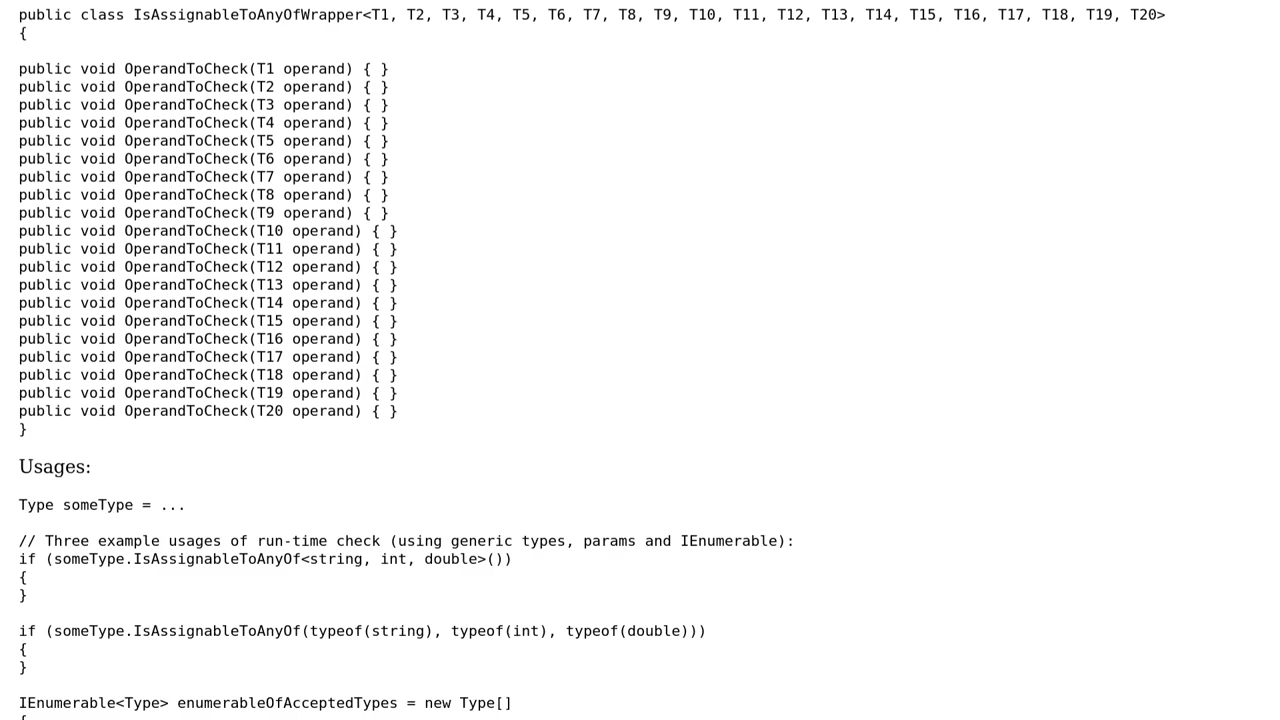 public class IsAssignableToAnyOfWrapper<T1, T2, T3, T4, T5, T6, T7, T8, T9, T10, T11, T12, T13, T14, T15, T16, T17, T18, T19, T20>
{
public void OperandToCheck(T1 operand) { }
public void OperandToCheck(T2 operand) { }
public void OperandToCheck(T3 operand) { }
public void OperandToCheck(T4 operand) { }
public void OperandToCheck(T5 operand) { }
public void OperandToCheck(T6 operand) { }
public void OperandToCheck(T7 operand) { }
public void OperandToCheck(T8 operand) { }
public void OperandToCheck(T9 operand) { }
public void OperandToCheck(T10 operand) { }
public void OperandToCheck(T11 operand) { }
public void OperandToCheck(T12 operand) { }
public void OperandToCheck(T13 operand) { }
public void OperandToCheck(T14 operand) { }
public void OperandToCheck(T15 operand) { }
public void OperandToCheck(T16 operand) { }
public void OperandToCheck(T17 operand) { }
public void OperandToCheck(T18 operand) { }
public void OperandToCheck(T19 operand) { }
public void OperandToCheck(T20 operand) { }
}
Usages:
Type someType = ...
// Three example usages of run-time check (using generic types, params and IEnumerable):
if (someType.IsAssignableToAnyOf<string, int, double>())
{
}
if (someType.IsAssignableToAnyOf(typeof(string), typeof(int), typeof(double)))
{
}
IEnumerable<Type> enumerableOfAcceptedTypes = new Type[]
{